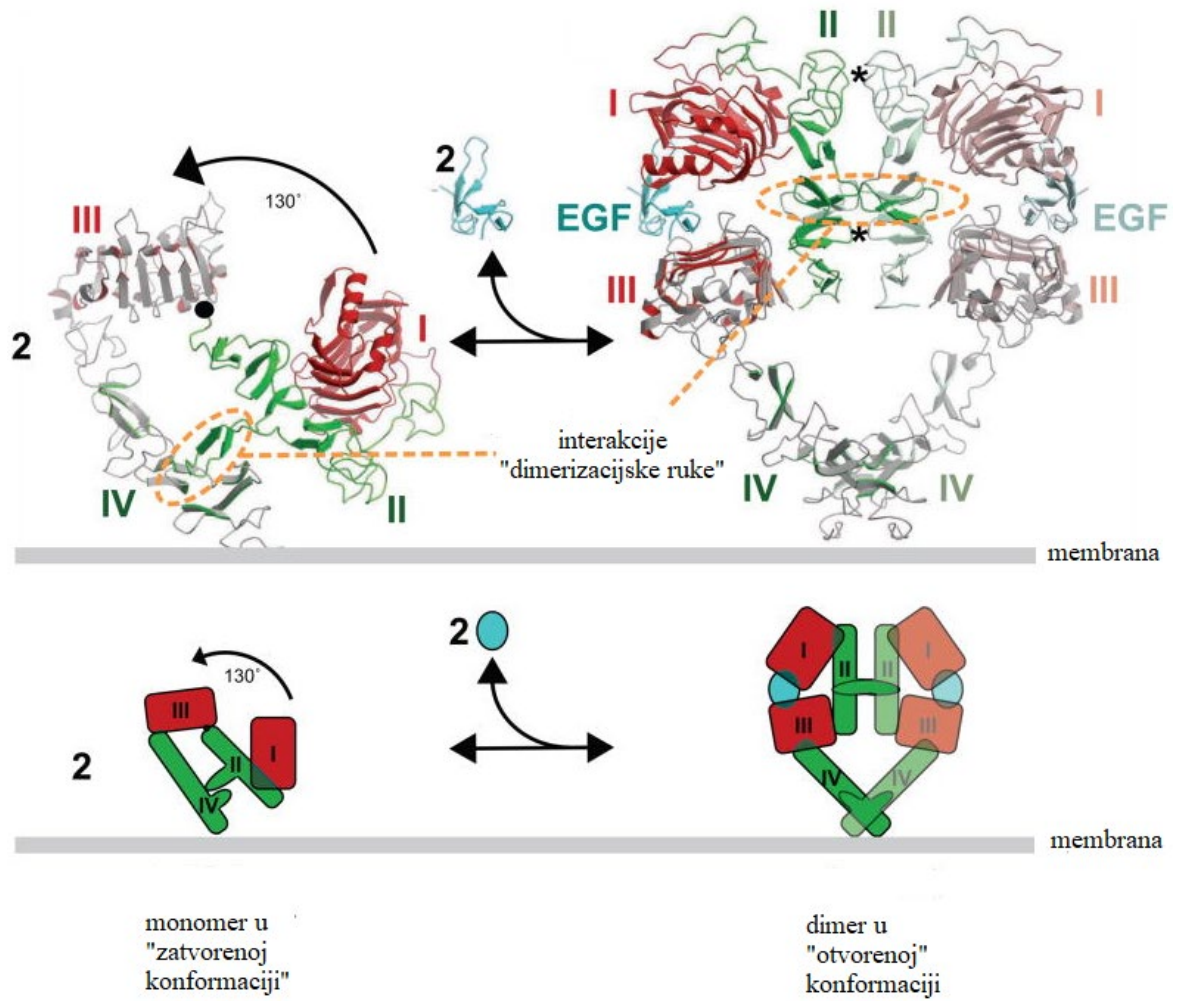 II II
*
I I
130°
2
III
EGF EGF
*
III III
I
2
interakcije
"dimerizacijske ruke"
IV
II
IV IV
membrana
2
130°
I I
II II
III
III III
2
II
I
IV
IV IV
membrana
monomer u
"zatvorenoj
konformaciji"
dimer u
"otvorenoj"
konformaciji